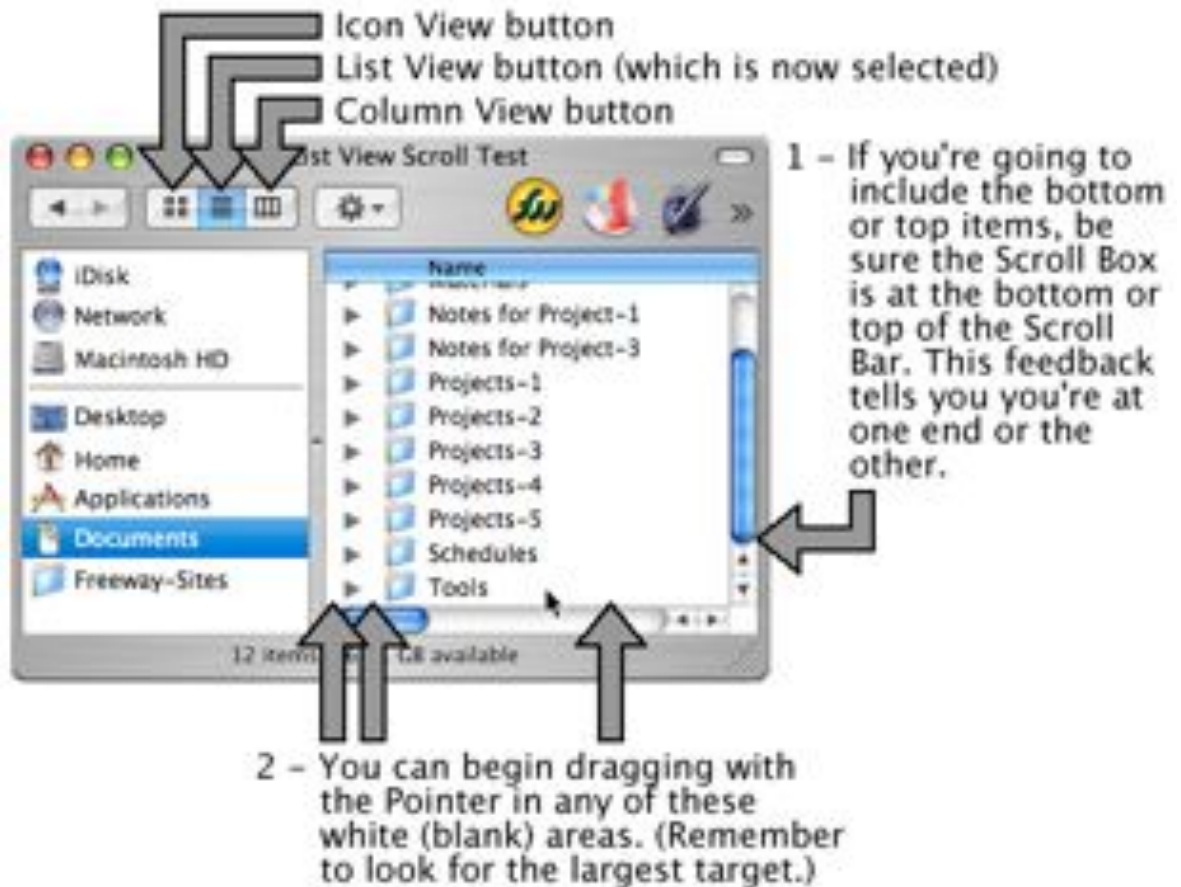 Icon View button
List View button (which is now selected)
Column View button
st View Scroll Test
1 - If you're going to
include the bottom
or top items, be
sure the Scroll Box
is at the bottom or
top of the Scroll
Bar. This feedback
tells you you're at
one end or the
other.
iDisk
Network
Macintosh HD
Desktop
Home
Applications
Documents
Freeway-Sites
Name
Notes for Project-1
Notes for Project-3
Projects-1
Projects-2
Projects-3
Projects-4
Projects-5
Schedules
Tools
12 item GB available
2 - You can begin dragging with
the Pointer in any of these
white (blank) areas. (Remember
to look for the largest target.)